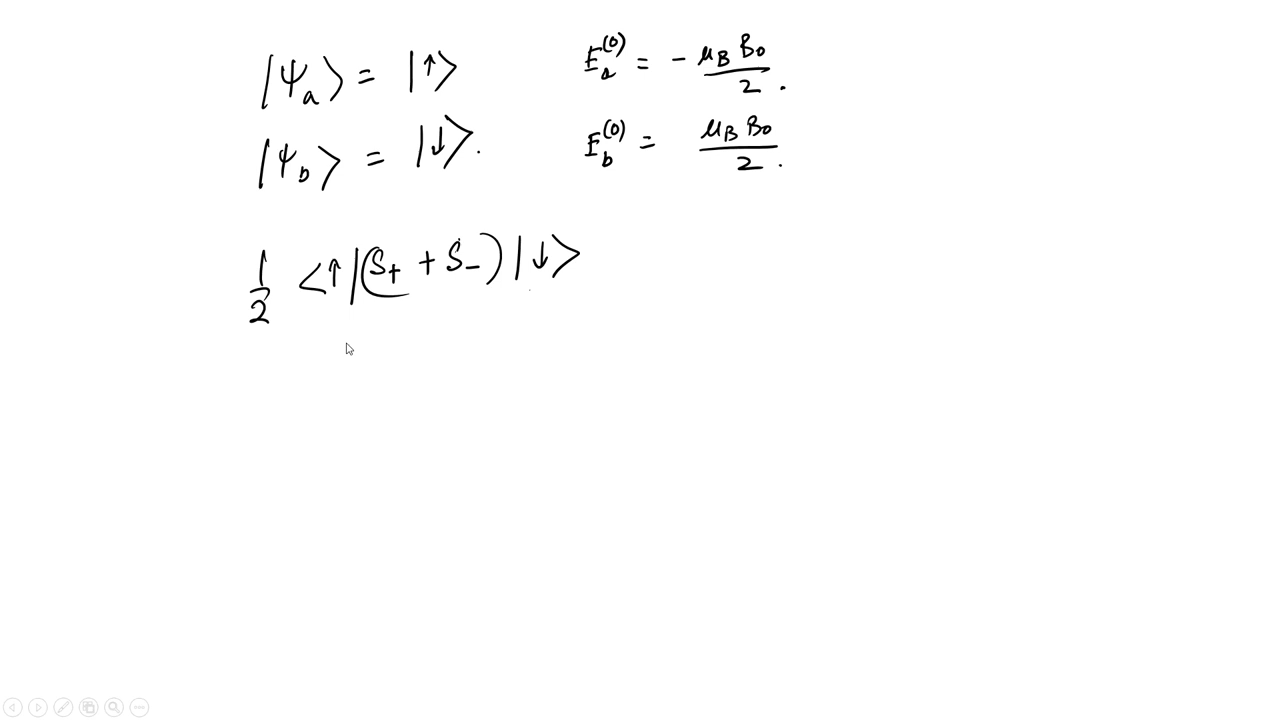 |ψ_a⟩ = |↑⟩ E_a^(0) = - μ_B B_0 / 2 .
|ψ_b⟩ = |↓⟩. E_b^(0) = μ_B B_0 / 2 .
1/2 <↑|(S_+ + S_-)|↓>